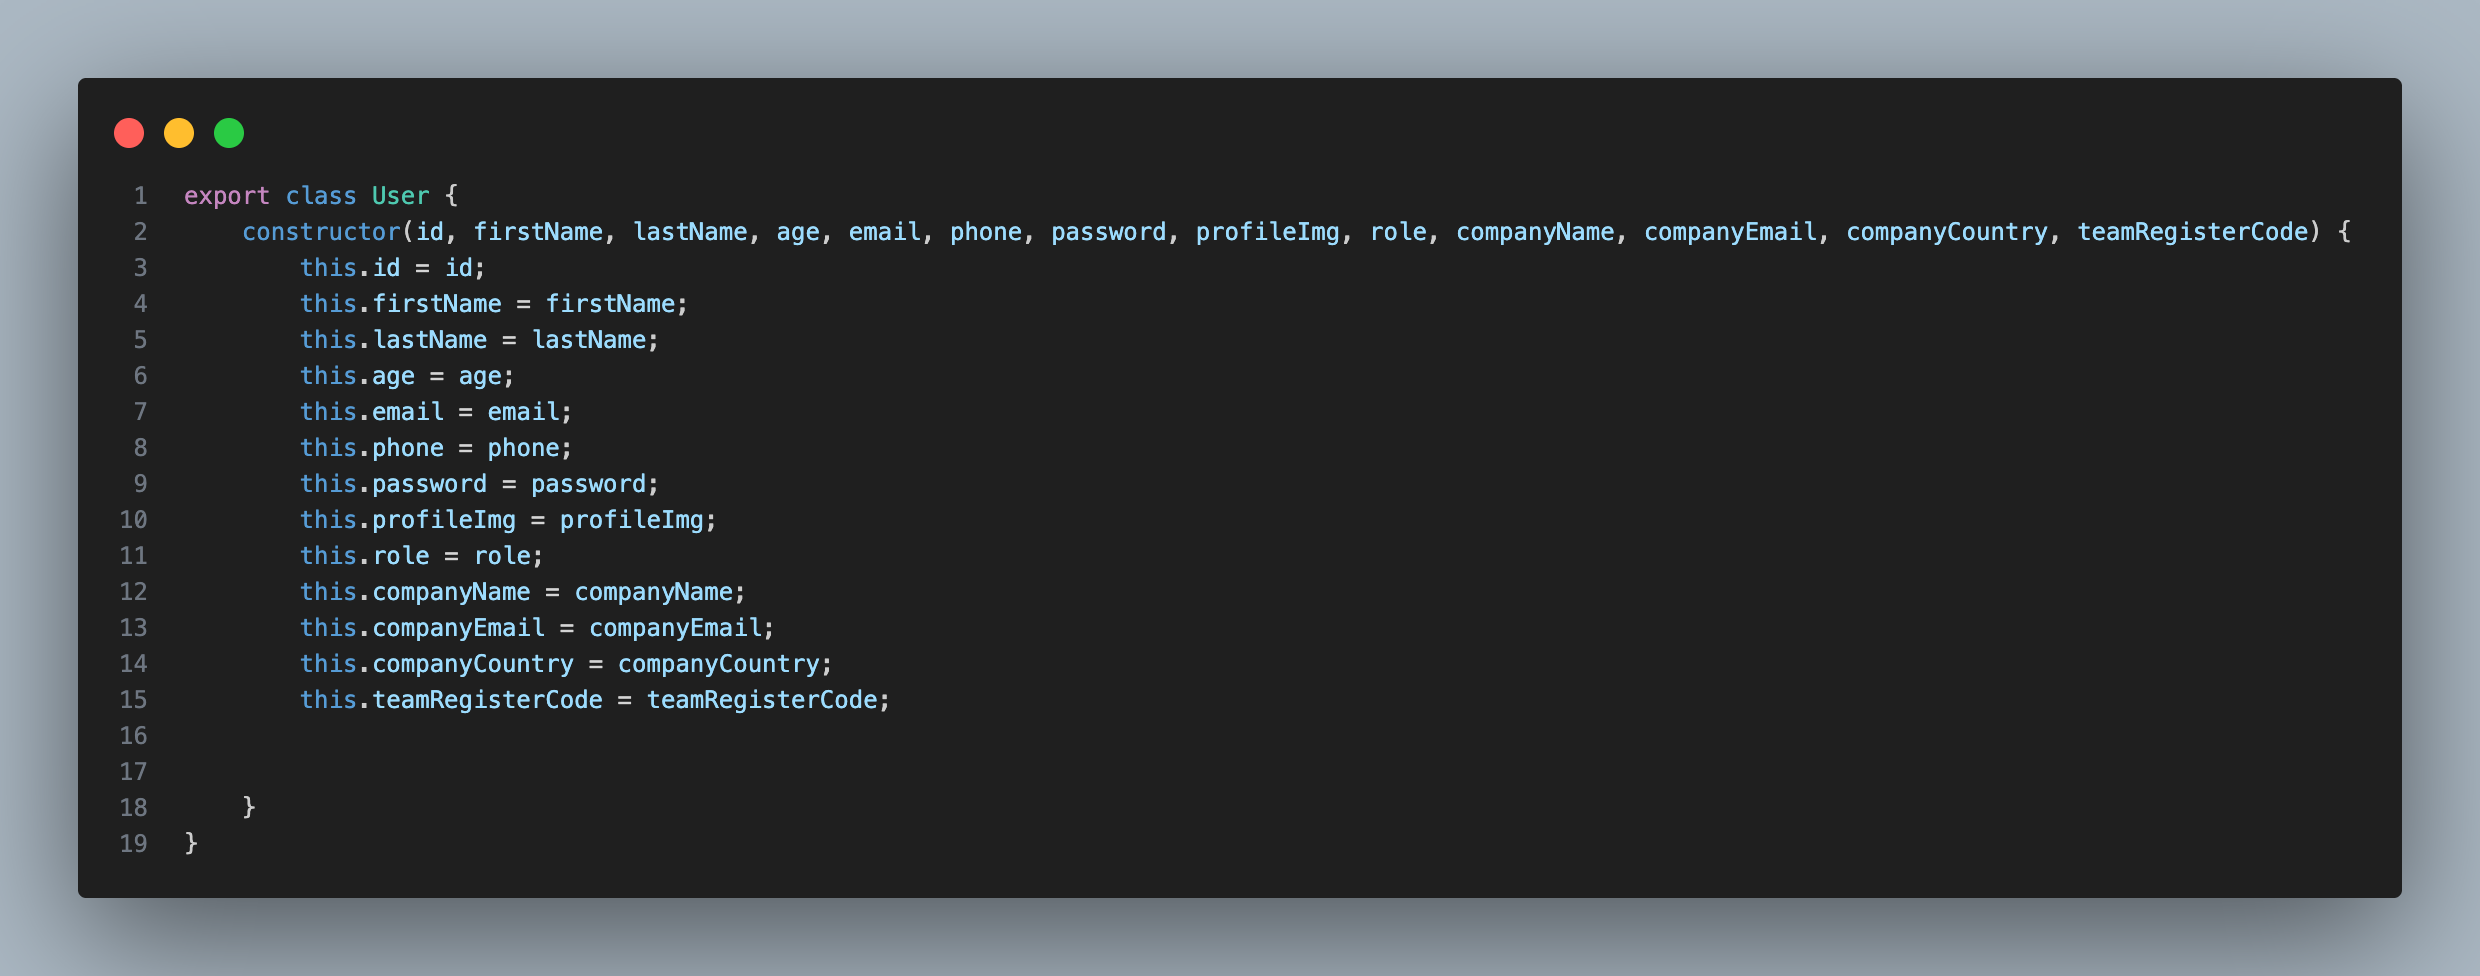 1 export class User {
2 constructor(id, firstName, lastName, age, email, phone, password, profileImg, role, companyName, companyEmail, companyCountry, teamRegisterCode) {
3 this.id = id;
4 this.firstName = firstName;
5 this.lastName = lastName;
6 this.age = age;
7 this.email = email;
8 this.phone = phone;
9 this.password = password;
10 this.profileImg = profileImg;
11 this.role = role;
12 this.companyName = companyName;
13 this.companyEmail = companyEmail;
14 this.companyCountry = companyCountry;
15 this.teamRegisterCode = teamRegisterCode;
16
17
18 }
19 }